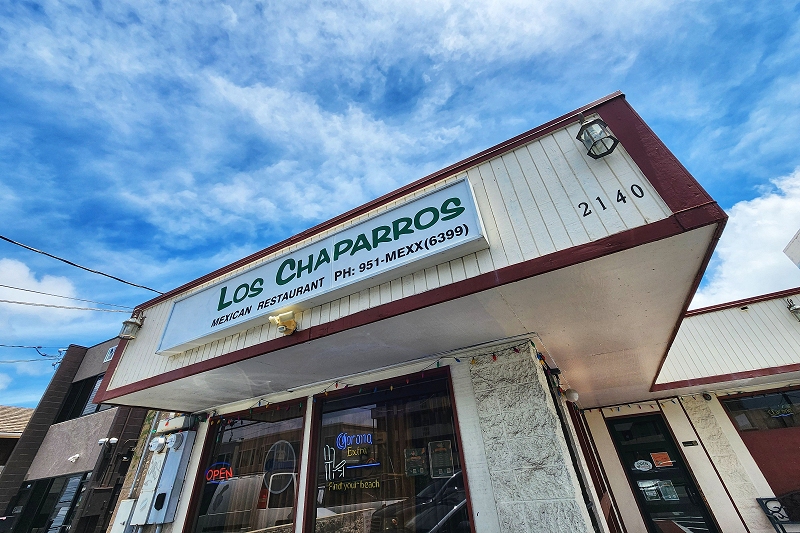 2140
LOS CHAPARROS
MEXICAN RESTAURANT PH: 951-MEXX(6399)
OPEN
Corona
Extra
Find your beach